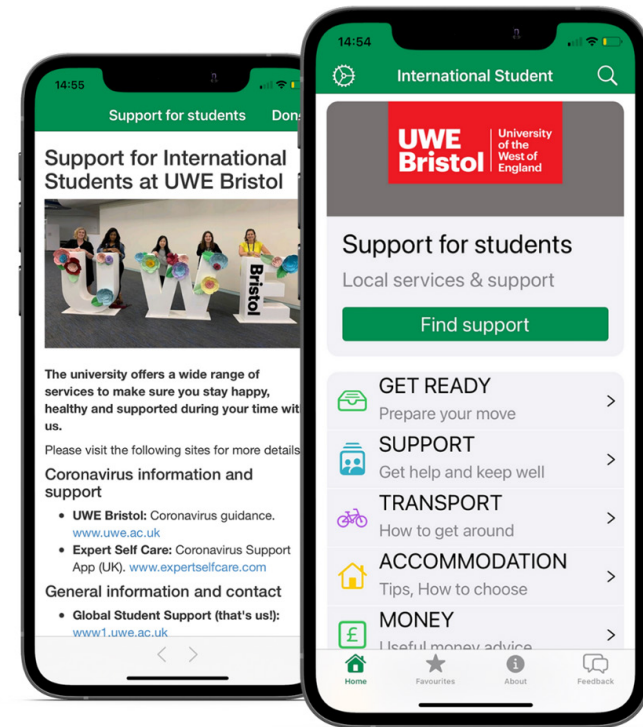 14:55
Support for students
Support for International
Students at UWE Bristol
UWE
Bristol
The university offers a wide range of
services to make sure you stay happy,
healthy and supported during your time
us.
Please visit the following sites for more details
Coronavirus information and
support
• UWE Bristol: Coronavirus guidance.
www.uwe.ac.uk
• Expert Self Care: Coronavirus Support
App (UK). www.expertselfcare.com
General information and contact
• Global Student Support (that's us!):
www1.uwe.ac.uk
14:54
International Student
UWE
Bristol
University
of the
West of
England
Support for students
Local services & support
Find support
GET READY
Prepare your move
SUPPORT
Get help and keep well
TRANSPORT
How to get around
ACCOMMODATION
Tips, How to choose
MONEY
Useful money advice
Home
Favourites
About
Feedback